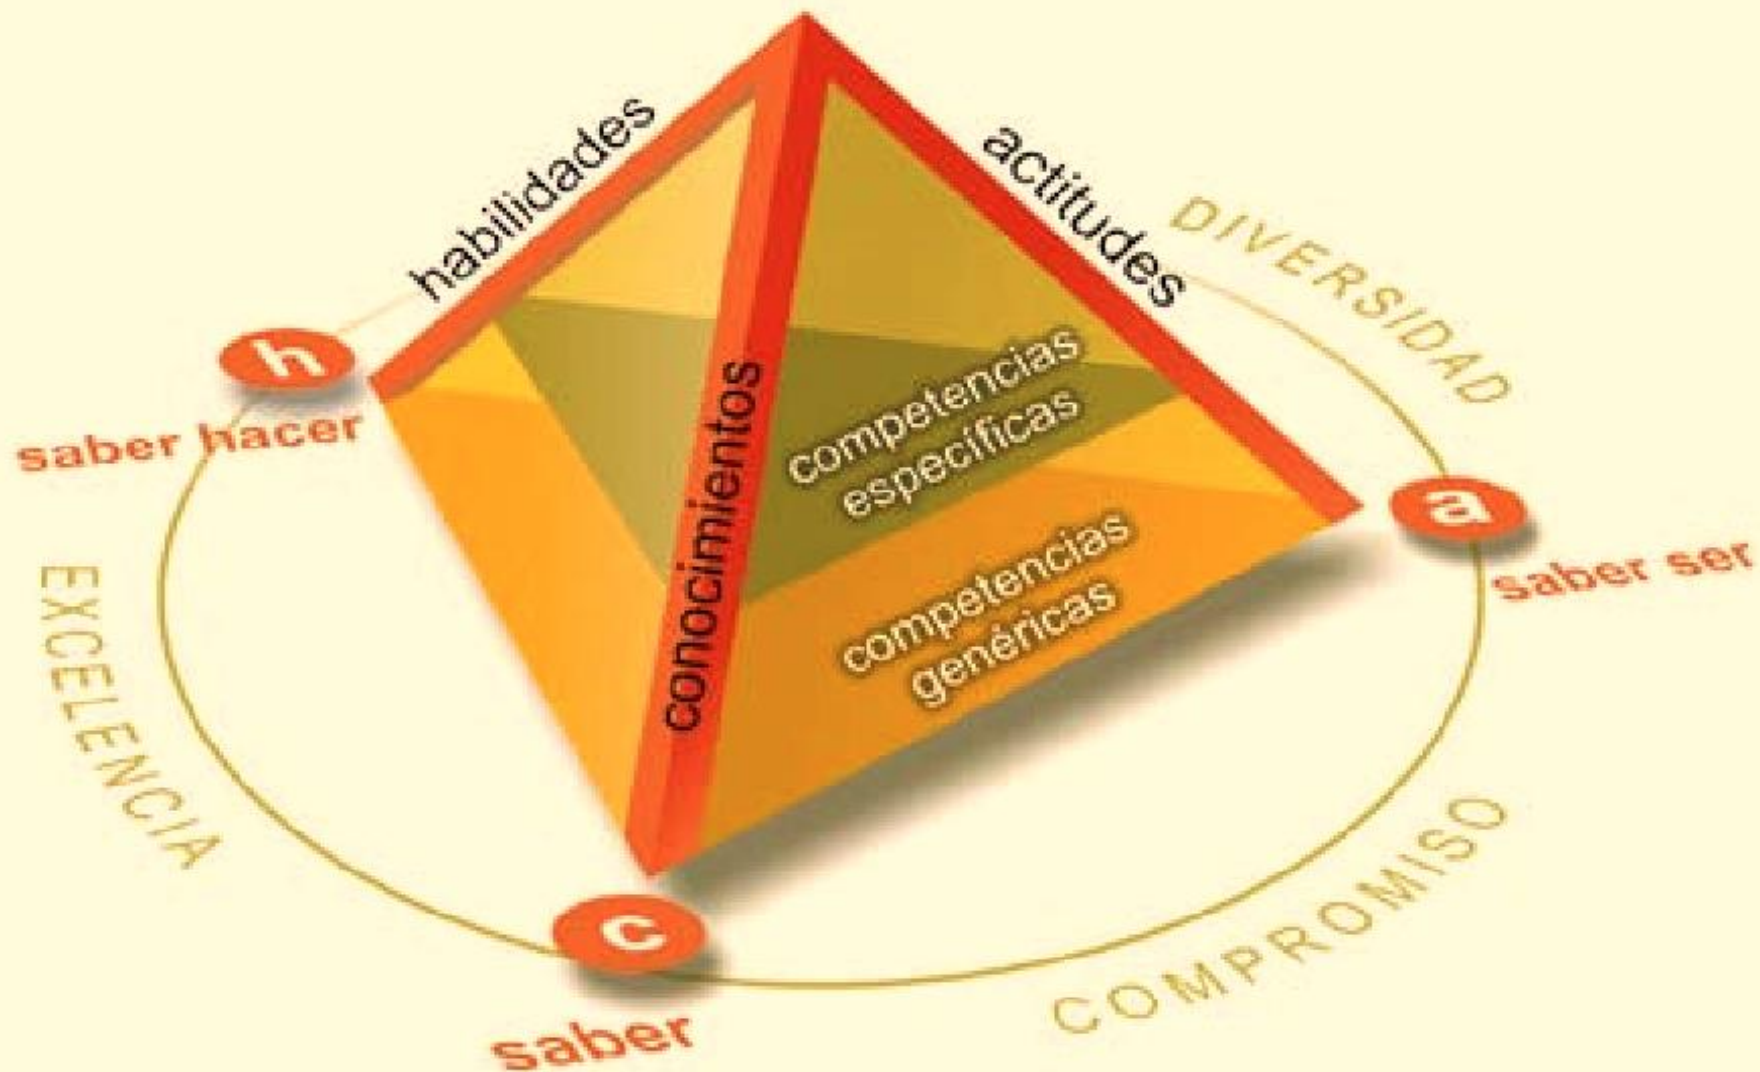 habilidades
actitudes
DIVERSIDAD
h
saber hacer
conocimientos
competencias
específicas
a
saber ser
competencias
genéricas
EXCELENCIA
COMPROMISO
c
saber